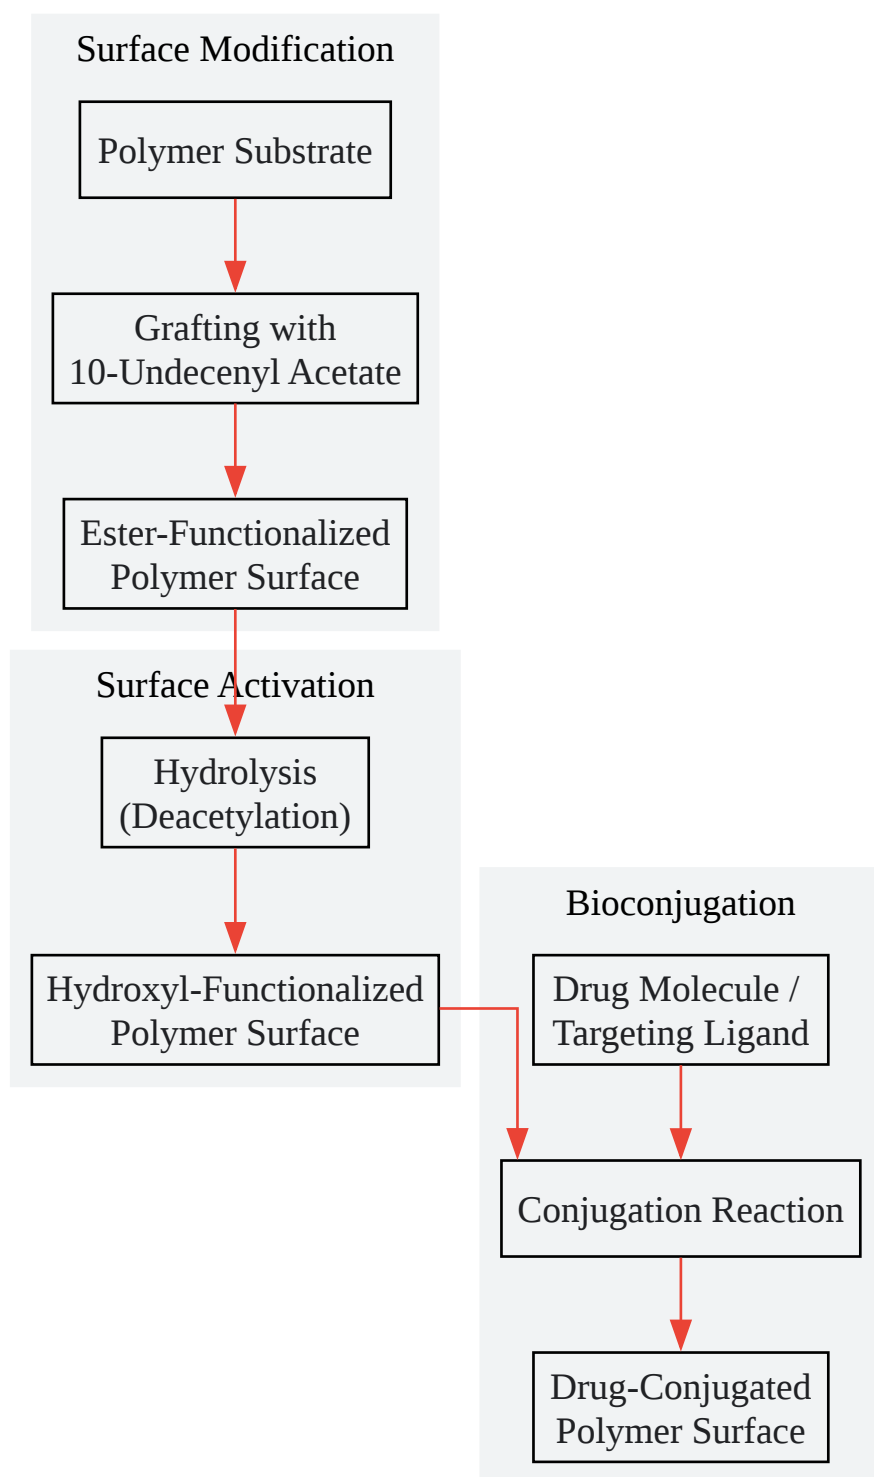 Surface Modification
Polymer Substrate
Grafting with
10-Undecenyl Acetate
Ester-Functionalized
Polymer Surface
Surface Activation
Hydrolysis
(Deacetylation)
Hydroxyl-Functionalized
Polymer Surface
Bioconjugation
Drug Molecule /
Targeting Ligand
Conjugation Reaction
Drug-Conjugated
Polymer Surface